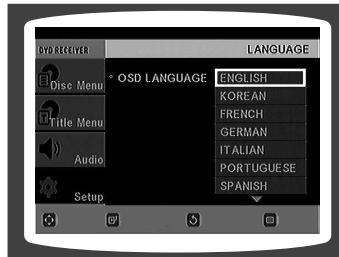 DVD RECEIVER
LANGUAGE
Disc Menu
Title Menu
Audio
Setup
OSD LANGUAGE
ENGLISH
KOREAN
FRENCH
GERMAN
ITALIAN
PORTUGUESE
SPANISH